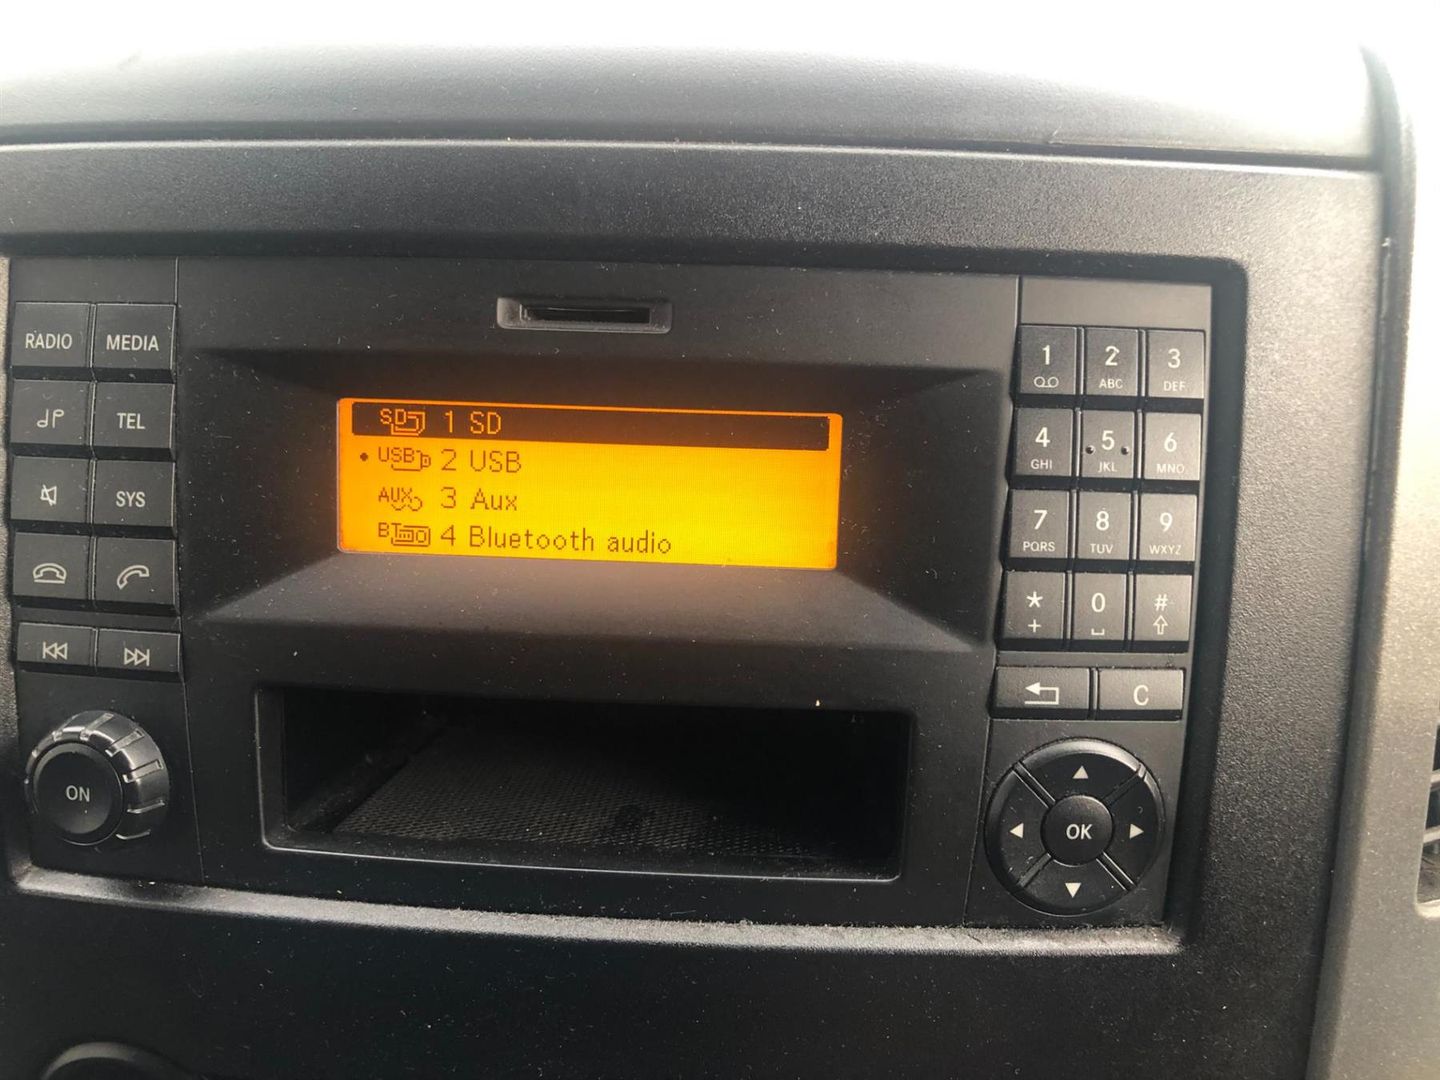 RADIO MEDIA
TEL
SYS
ON
SD 1 SD
• USB 2 USB
AUX 3 Aux
BT 4 Bluetooth audio
1 2 ABC 3 DEF
4 GHI 5 JKL 6 MNO
7 PQRS 8 TUV 9 WXYZ
* + 0 #
C
OK